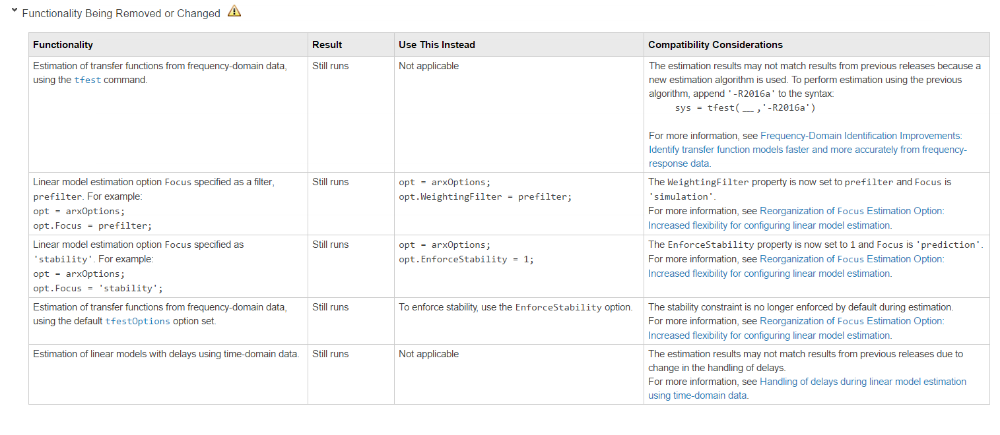 Functionality Being Removed or Changed
Functionality
Result
Use This Instead
Compatibility Considerations
Estimation of transfer functions from frequency-domain data,
using the tfest command.
Still runs
Not applicable
The estimation results may not match results from previous releases because a
new estimation algorithm is used. To perform estimation using the previous
algorithm, append '-R2016a' to the syntax:
sys = tfest( __ ,'-R2016a')
For more information, see Frequency-Domain Identification Improvements:
Identify transfer function models faster and more accurately from frequency-
response data.
Linear model estimation option Focus specified as a filter,
prefilter. For example:
opt = arxOptions;
opt.Focus = prefilter;
Still runs
opt = arxOptions;
opt.WeightingFilter = prefilter;
The WeightingFilter property is now set to prefilter and Focus is
'simulation'.
For more information, see Reorganization of Focus Estimation Option:
Increased flexibility for configuring linear model estimation.
Linear model estimation option Focus specified as
'stability'. For example:
opt = arxOptions;
opt.Focus = 'stability';
Still runs
opt = arxOptions;
opt.EnforceStability = 1;
The EnforceStability property is now set to 1 and Focus is 'prediction'.
For more information, see Reorganization of Focus Estimation Option:
Increased flexibility for configuring linear model estimation.
Estimation of transfer functions from frequency-domain data,
using the default tfestOptions option set.
Still runs
To enforce stability, use the EnforceStability option.
The stability constraint is no longer enforced by default during estimation.
For more information, see Reorganization of Focus Estimation Option:
Increased flexibility for configuring linear model estimation.
Estimation of linear models with delays using time-domain data.
Still runs
Not applicable
The estimation results may not match results from previous releases due to
change in the handling of delays.
For more information, see Handling of delays during linear model estimation
using time-domain data.